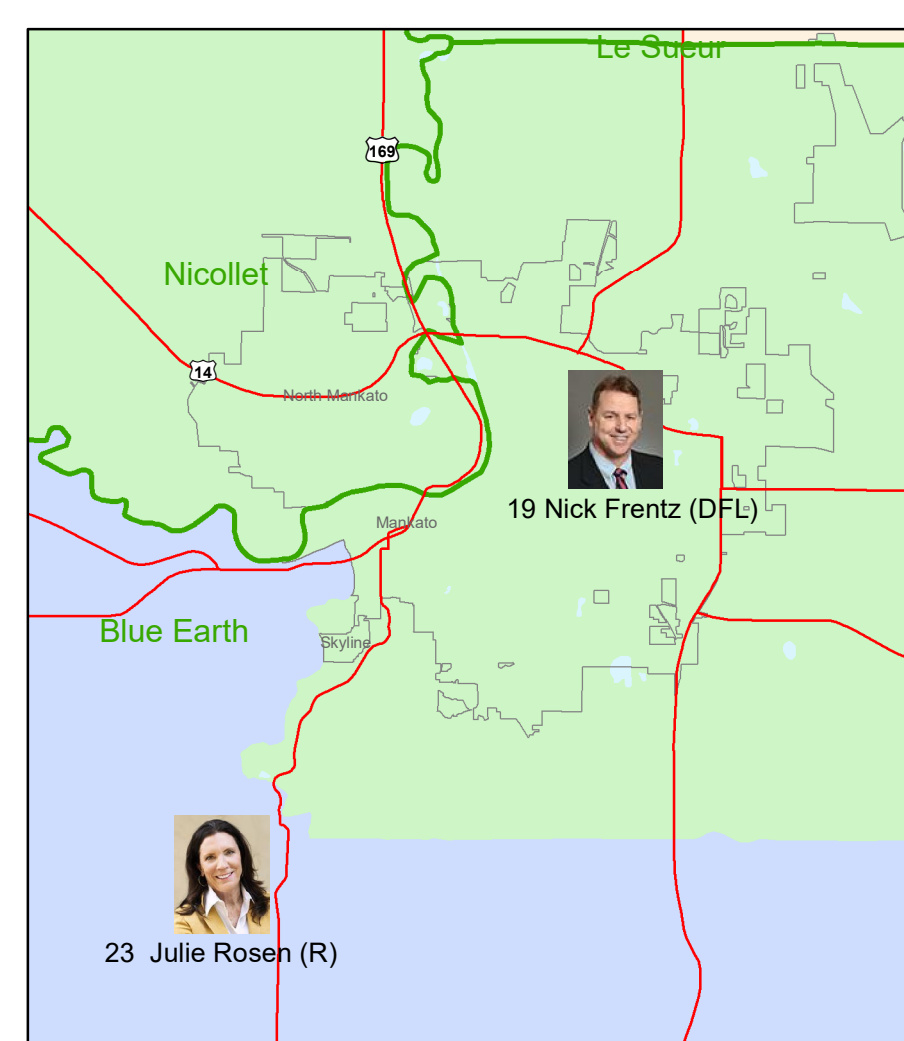 Le Sueur
169
Nicollet
14
North Mankato
19 Nick Frentz (DFL)
Mankato
Blue Earth
Skyline
23 Julie Rosen (R)